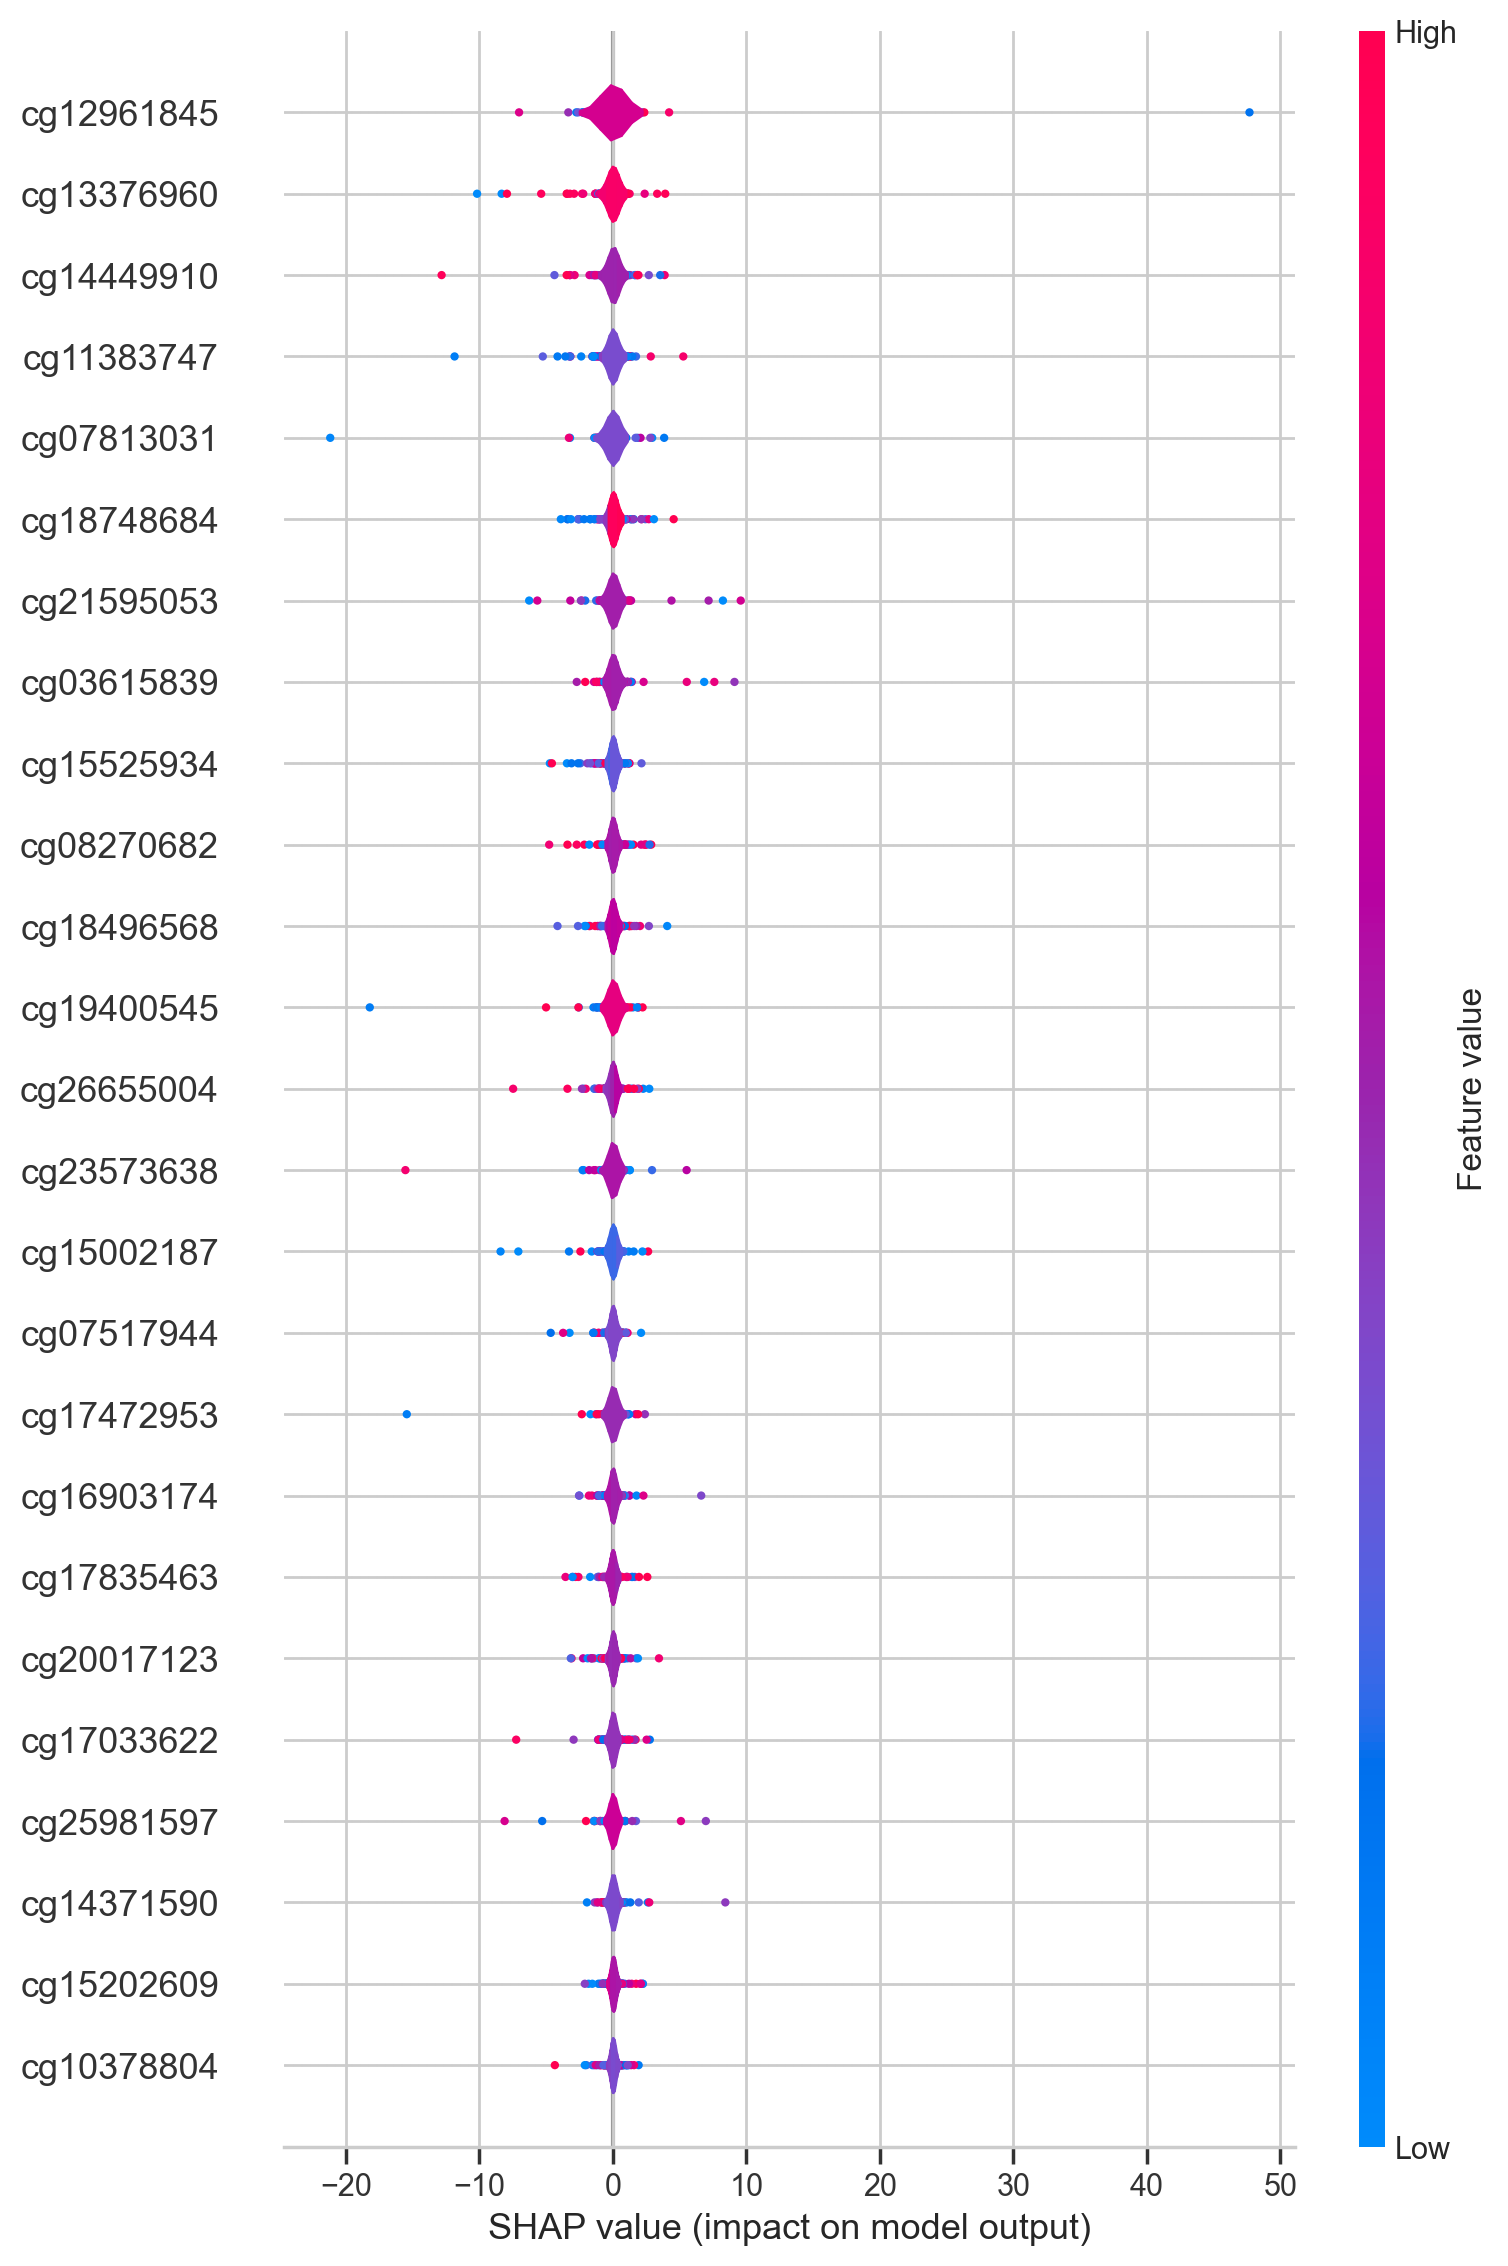 High
cg12961845
cg13376960
cg14449910
cg11383747
cg07813031
cg18748684
cg21595053
cg03615839
cg15525934
cg08270682
cg18496568
cg19400545
cg26655004
cg23573638
cg15002187
cg07517944
cg17472953
cg16903174
cg17835463
cg20017123
cg17033622
cg25981597
cg14371590
cg15202609
cg10378804
Feature value
Low
−20 −10 0 10 20 30 40 50
SHAP value (impact on model output)